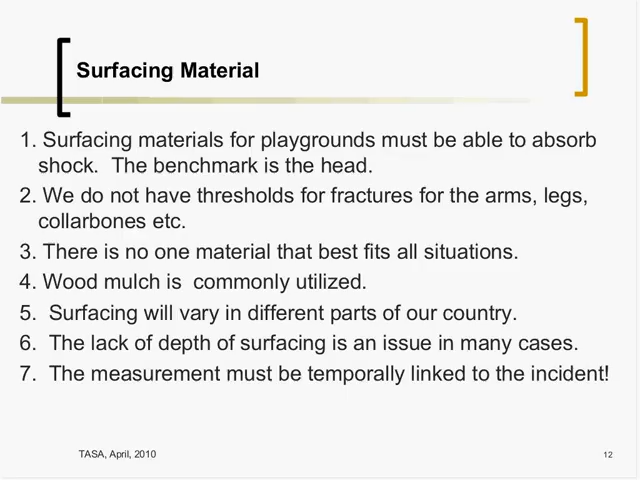 Surfacing Material
1. Surfacing materials for playgrounds must be able to absorb
shock.  The benchmark is the head.
2. We do not have thresholds for fractures for the arms, legs,
collarbones etc.
3. There is no one material that best fits all situations.
4. Wood mulch is  commonly utilized.
5.  Surfacing will vary in different parts of our country.
6.  The lack of depth of surfacing is an issue in many cases.
7.  The measurement must be temporally linked to the incident!
TASA, April, 2010
12